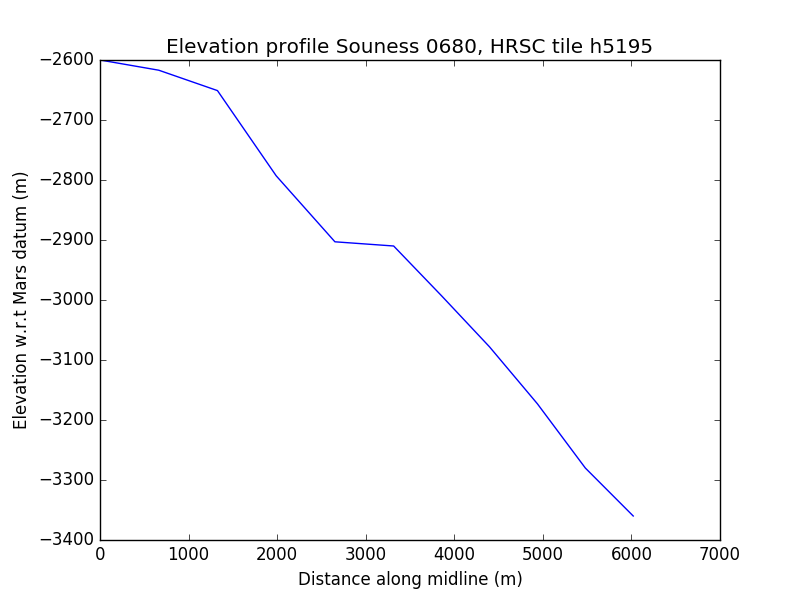 Elevation profile Souness 0680, HRSC tile h5195
−2600
−2700
−2800
−2900
−3000
−3100
−3200
−3300
−3400
Elevation w.r.t Mars datum (m)
0 1000 2000 3000 4000 5000 6000 7000
Distance along midline (m)